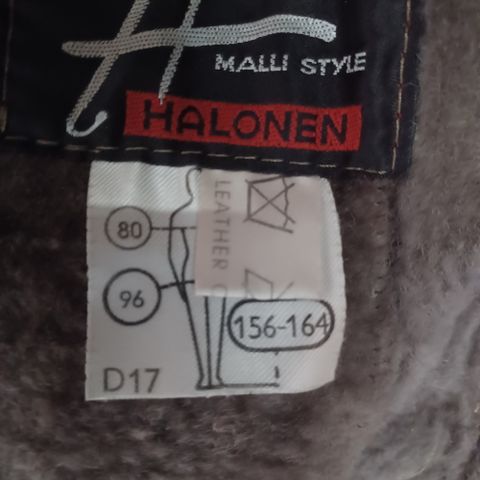 MALLI STYLE
HALONEN
80
LEATHER
96
156-164
D17